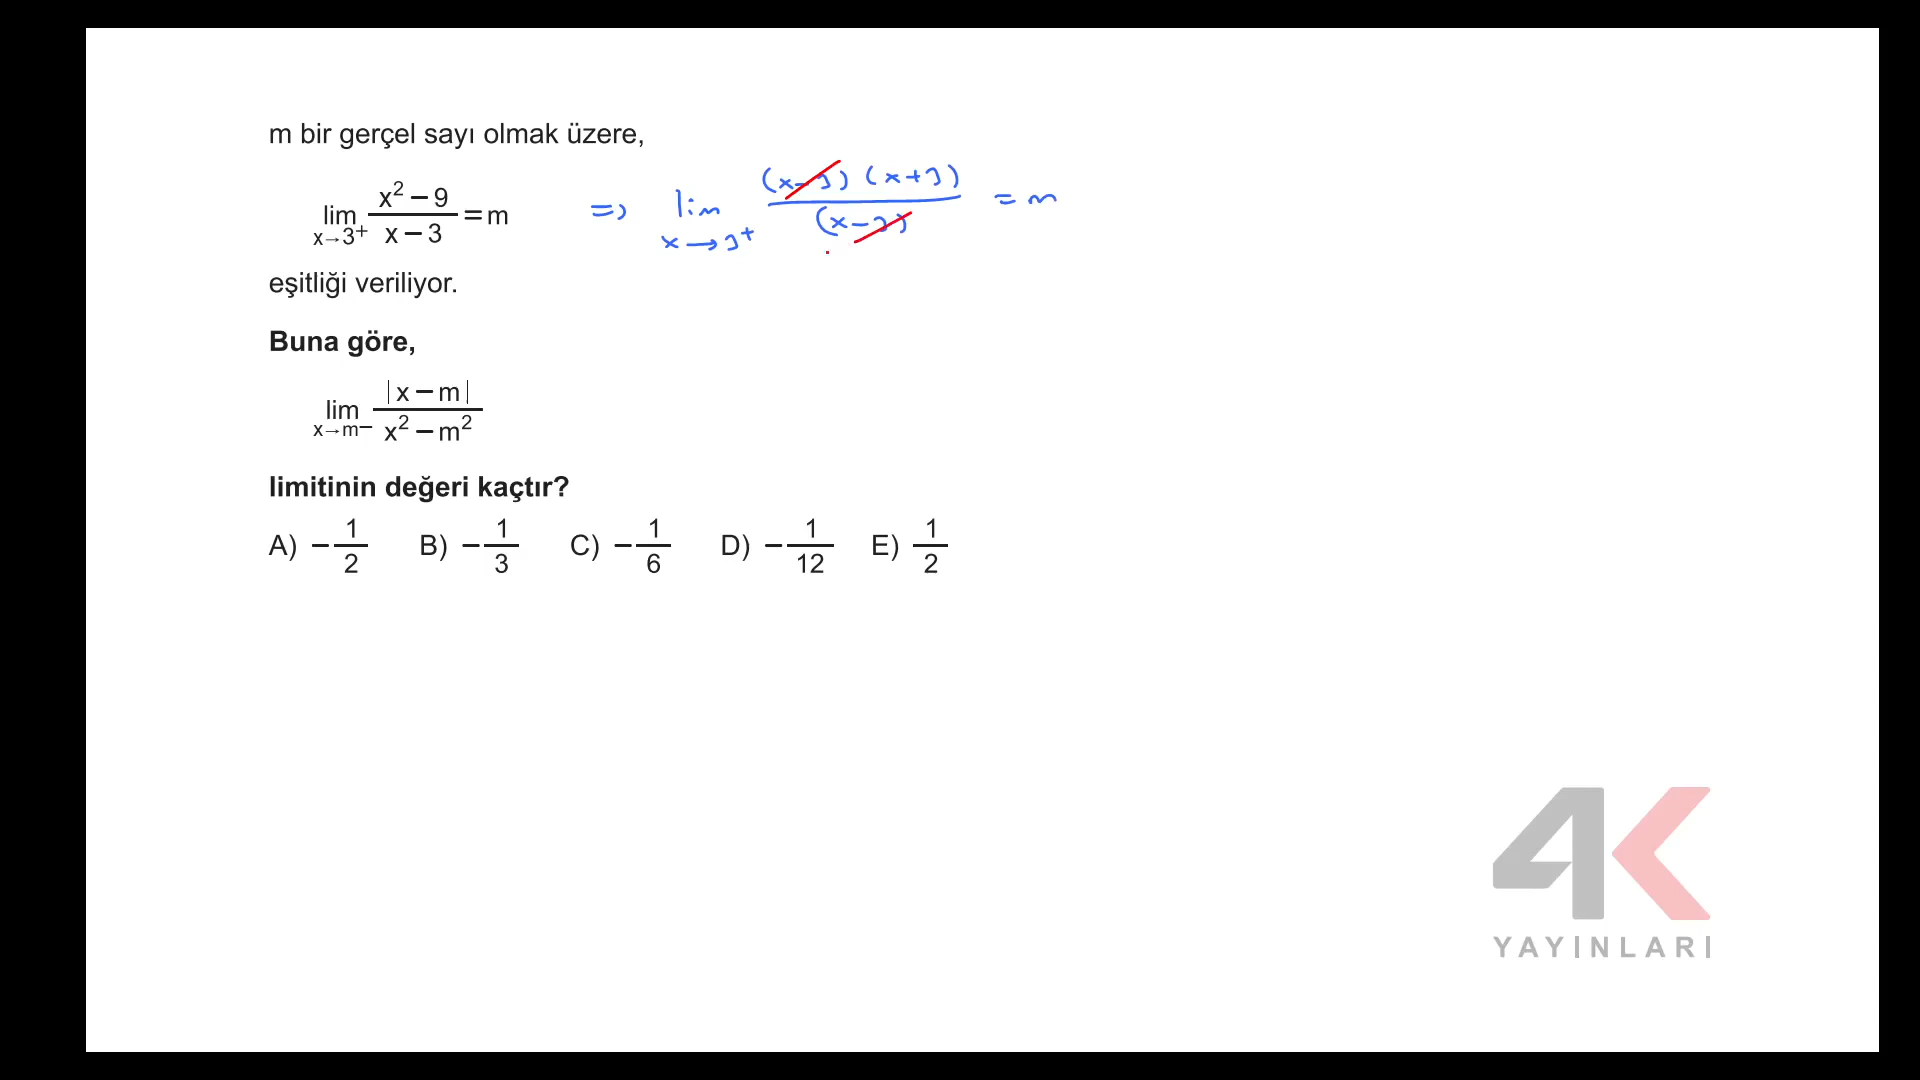 m bir gerçel sayı olmak üzere,
lim x→3⁺ (x² − 9)/(x − 3) = m
=> lim x→3⁺ (x−3)(x+3)/(x−3) = m
eşitliği veriliyor.
Buna göre,
lim x→m⁻ |x − m|/(x² − m²)
limitinin değeri kaçtır?
A) −1/2 B) −1/3 C) −1/6 D) −1/12 E) 1/2
4K
YAYINLARI